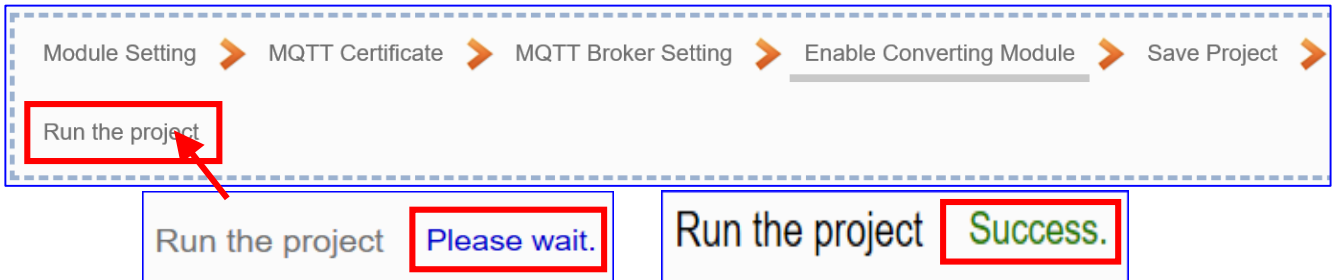 Module Setting MQTT Certificate MQTT Broker Setting Enable Converting Module Save Project
Run the project
Run the project Please wait.
Run the project Success.